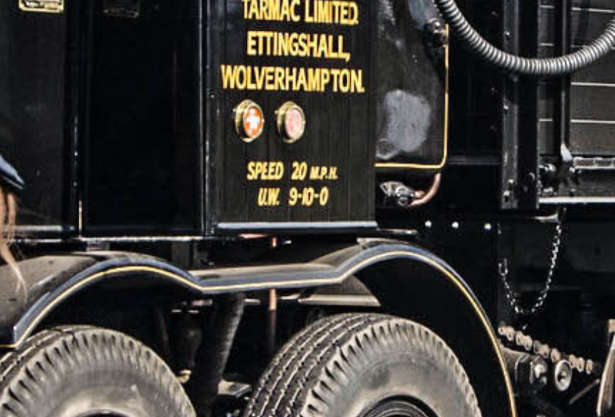 TARMAC LIMITED.
ETTINGSHALL,
WOLVERHAMPTON.
SPEED 20 M.P.H.
U.W. 9-10-0